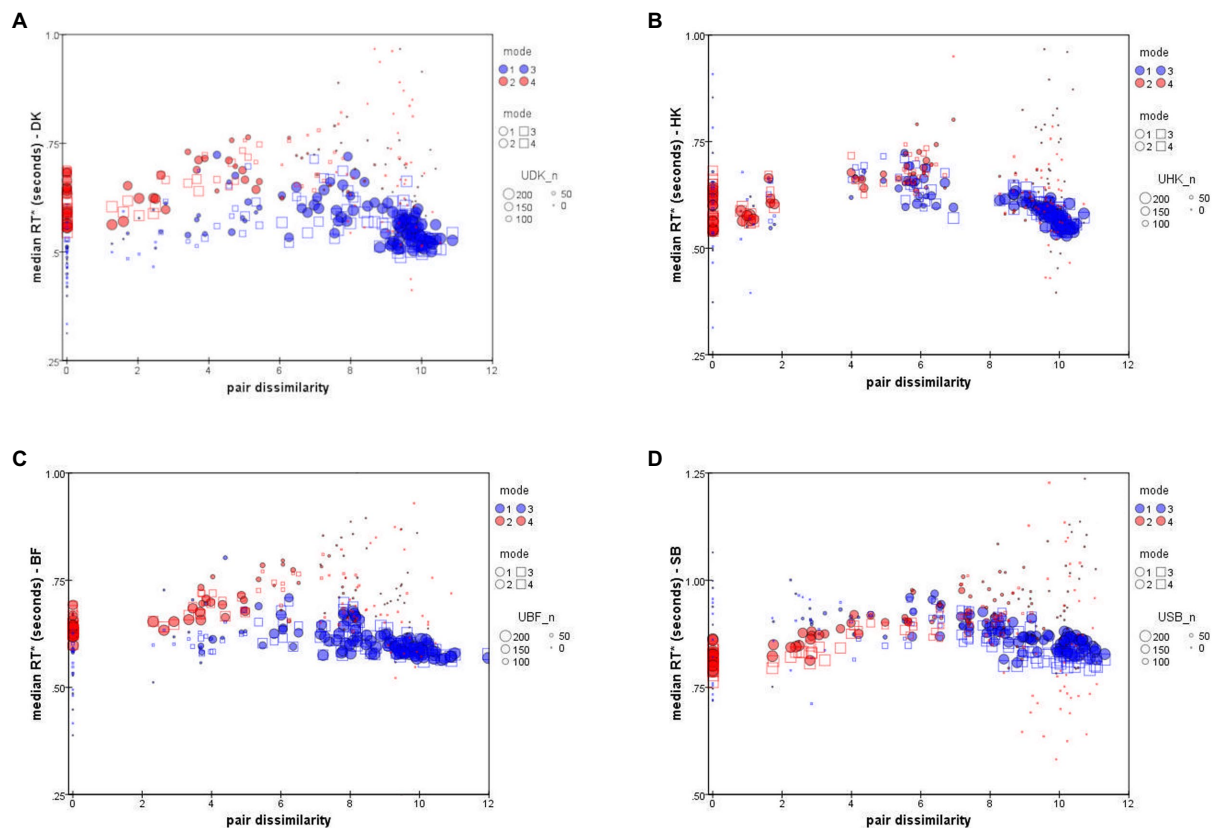 A
median RT* (seconds) - DK
1.00
.75
.5
.25
0 2 4 6 8 10 12
pair dissimilarity
mode
1 3
2 4
mode
1 3
2 4
UDK_n
200 50
150 0
100
B
median RT* (seconds) - HK
1.00
.75
.50
.25
0 2 4 6 8 10 12
pair dissimilarity
mode
1 3
2 4
mode
1 3
2 4
UHK_n
200 50
150 0
100
C
median RT* (seconds) - BF
1.00
.75
.50
.25
0 2 4 6 8 10 12
pair dissimilarity
mode
1 3
2 4
mode
1 3
2 4
UBF_n
200 50
150 0
100
D
median RT* (seconds) - SB
1.25
1.00
0.75
.50
0 2 4 6 8 10 12
pair dissimilarity
mode
1 3
2 4
mode
1 3
2 4
USB_n
200 50
150 0
100